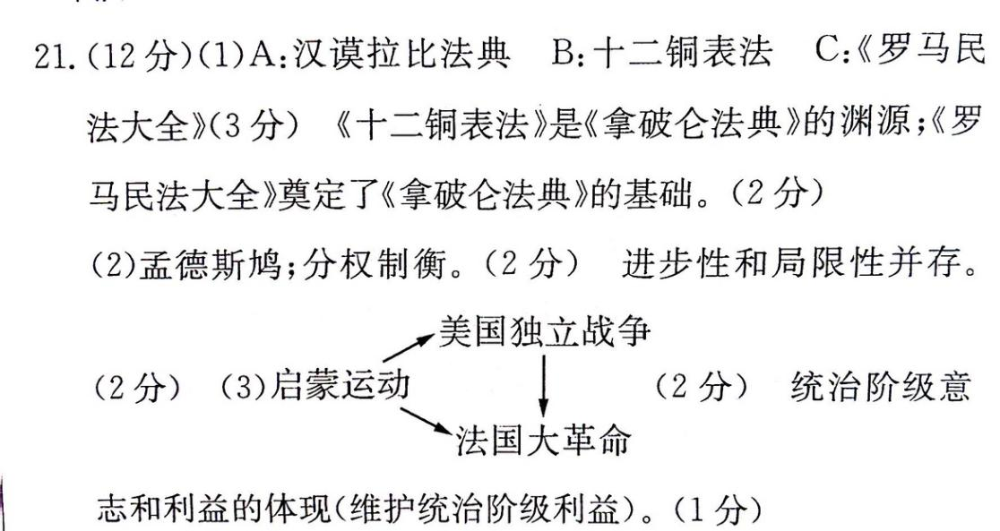 21.(12分)(1)A:汉谟拉比法典　B:十二铜表法　C:《罗马民
法大全》(3分)　《十二铜表法》是《拿破仑法典》的渊源;《罗
马民法大全》奠定了《拿破仑法典》的基础。(2分)
(2)孟德斯鸠;分权制衡。(2分)　进步性和局限性并存。
美国独立战争
(2分)　(3)启蒙运动　(2分)　统治阶级意
法国大革命
志和利益的体现(维护统治阶级利益)。(1分)